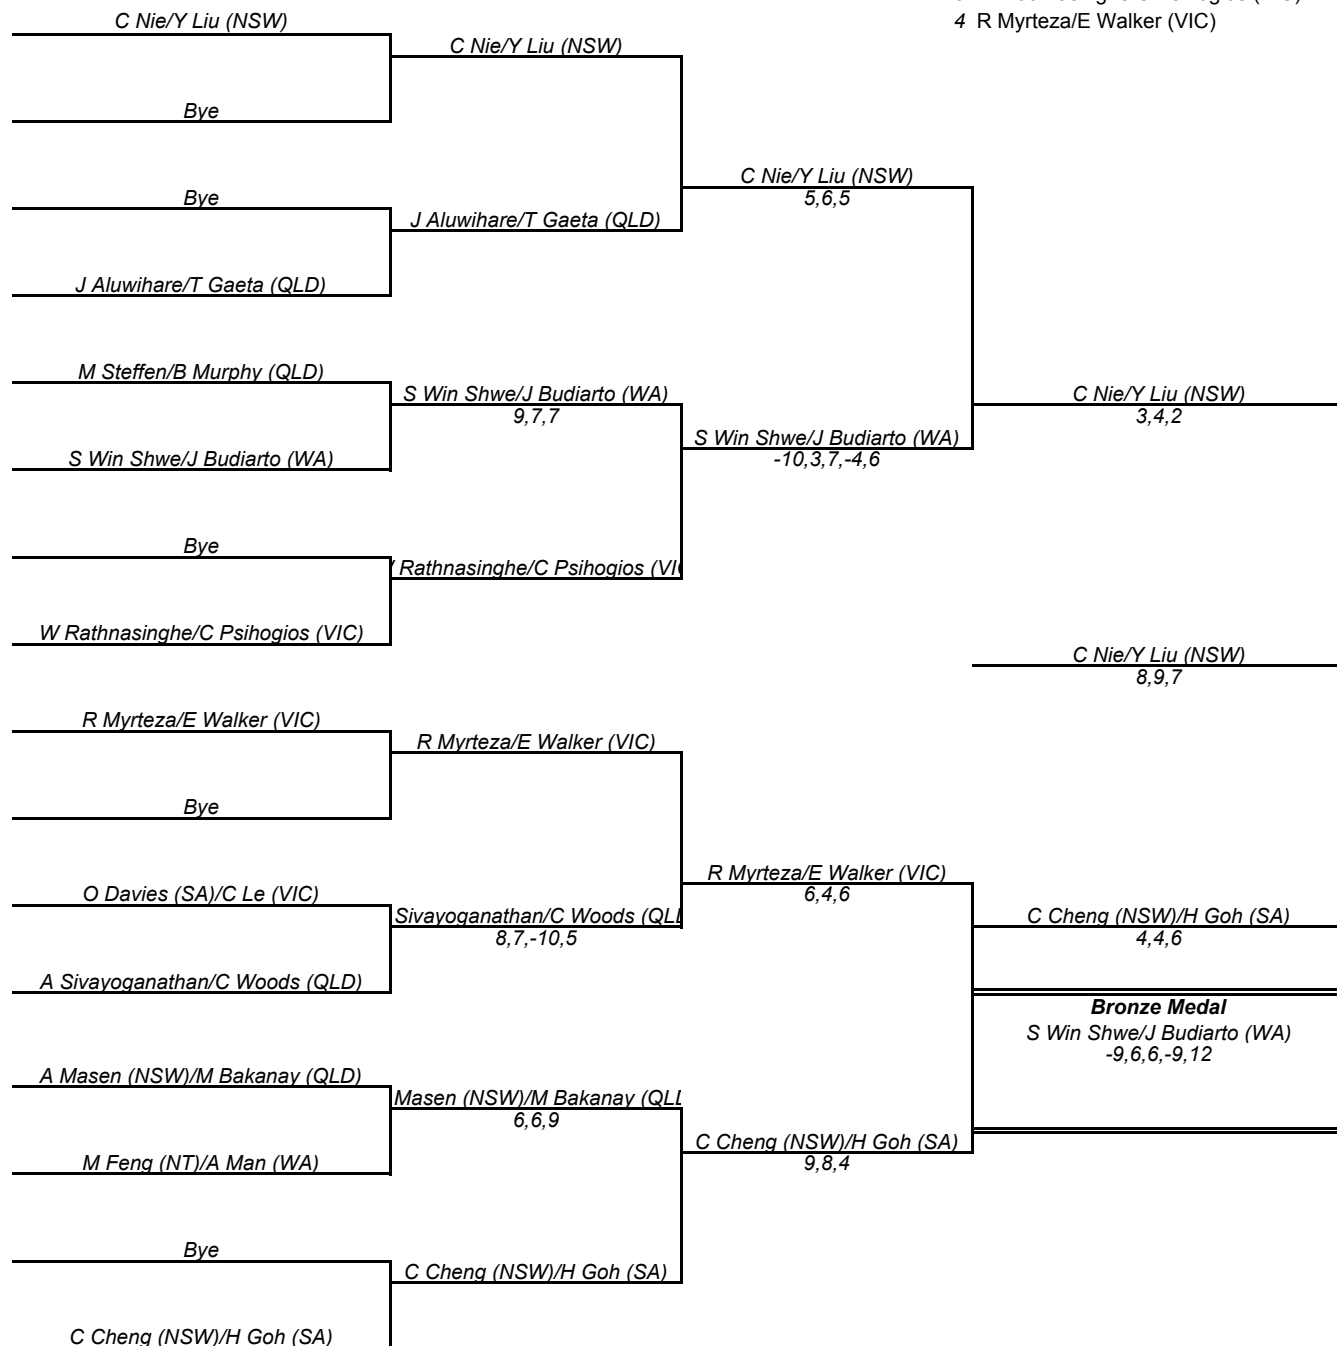 4 R Myrteza/E Walker (VIC)
C Nie/Y Liu (NSW)
C Nie/Y Liu (NSW)
Bye
C Nie/Y Liu (NSW)
5,6,5
Bye
J Aluwihare/T Gaeta (QLD)
J Aluwihare/T Gaeta (QLD)
M Steffen/B Murphy (QLD)
S Win Shwe/J Budiarto (WA)
9,7,7
C Nie/Y Liu (NSW)
3,4,2
S Win Shwe/J Budiarto (WA)
-10,3,7,-4,6
S Win Shwe/J Budiarto (WA)
Bye
Rathnasinghe/C Psihogios (VI
W Rathnasinghe/C Psihogios (VIC)
C Nie/Y Liu (NSW)
8,9,7
R Myrteza/E Walker (VIC)
R Myrteza/E Walker (VIC)
Bye
R Myrteza/E Walker (VIC)
6,4,6
O Davies (SA)/C Le (VIC)
Sivayoganathan/C Woods (QL
8,7,-10,5
C Cheng (NSW)/H Goh (SA)
4,4,6
A Sivayoganathan/C Woods (QLD)
Bronze Medal
S Win Shwe/J Budiarto (WA)
-9,6,6,-9,12
A Masen (NSW)/M Bakanay (QLD)
Masen (NSW)/M Bakanay (QL
6,6,9
C Cheng (NSW)/H Goh (SA)
9,8,4
M Feng (NT)/A Man (WA)
Bye
C Cheng (NSW)/H Goh (SA)
C Cheng (NSW)/H Goh (SA)